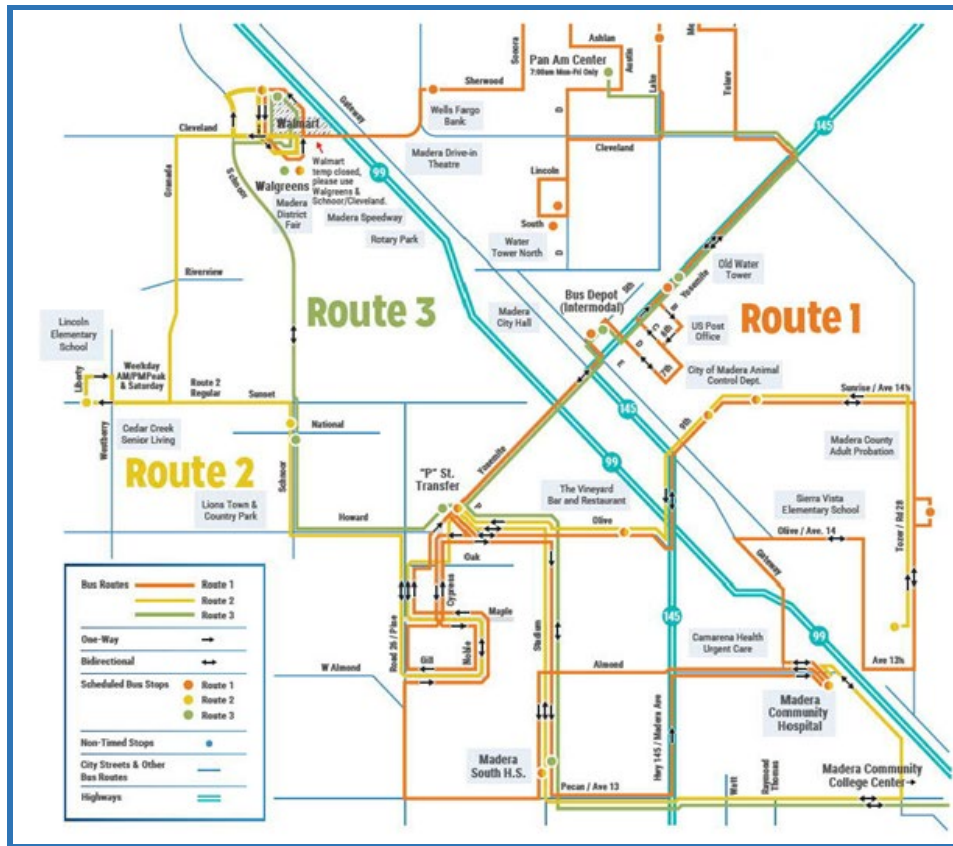 Ashlan
Sonora
Austin
Lake
Tulare
Pan Am Center
7:00am Mon-Fri Only
Sherwood
Gateway
145
Wells Fargo
Bank
D
Walmart
Cleveland
Cleveland
Madera Drive-in
Theatre
Walmart
temp closed,
please use
Walgreens &
Schnoor/Cleveland.
99
Granada
Schnoor
Walgreens
Lincoln
Madera
District
Fair
Madera Speedway
Rotary Park
South
Water
Tower North
D
Old Water
Tower
Yosemite
Riverview
Route 3
Bus Depot
(Intermodal)
5th
Madera
City Hall
Route 1
US Post
Office
6th
C
D
E
7th
Lincoln
Elementary
School
City of Madera Animal
Control Dept.
Weekday
AM/PMPeak
& Saturday
Liberty
Route 2
Regular
Sunset
145
Sunrise / Ave 14½
9th
Westberry
Cedar Creek
Senior Living
National
Madera County
Adult Probation
Route 2
Yosemite
99
"P" St.
Transfer
P
Schnoor
The Vineyard
Bar and Restaurant
Sierra Vista
Elementary School
Lions Town &
Country Park
Howard
Olive
Olive / Ave. 14
Tozer / Rd 28
Oak
Gateway
Cypress
Bus Routes
Route 1
Route 2
Route 3
Maple
145
Road 26 / Pine
Noble
Stadium
99
One-Way
Camarena Health
Urgent Care
Bidirectional
W Almond
Gill
Almond
Ave 13½
Scheduled Bus Stops
Route 1
Route 2
Route 3
Madera
Community
Hospital
Non-Timed Stops
Hwy 145 / Madera Ave
City Streets & Other
Bus Routes
Madera
South H.S.
Madera Community
College Center
Pecan / Ave 13
Watt
Raymond
Thomas
Highways